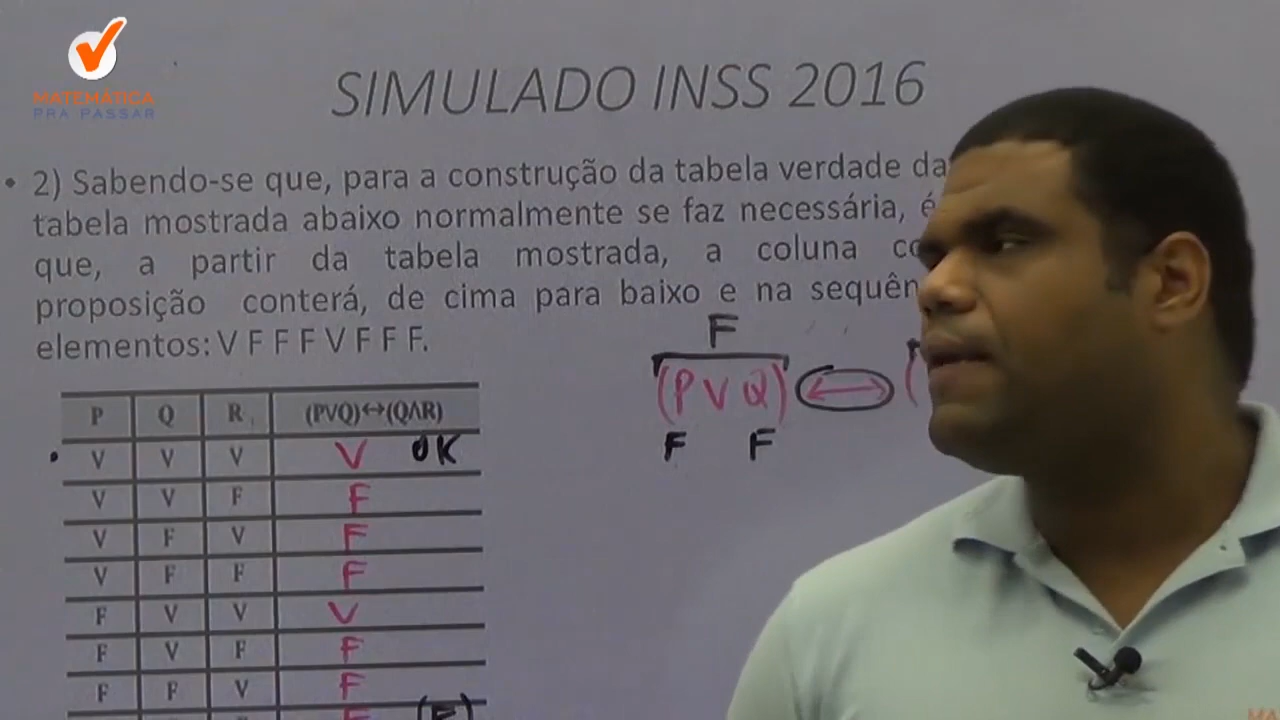 MATEMÁTICA
PRA PASSAR
SIMULADO INSS 2016
• 2) Sabendo-se que, para a construção da tabela verdade da
tabela mostrada abaixo normalmente se faz necessária, é
que, a partir da tabela mostrada, a coluna
proposição conterá, de cima para baixo e na
elementos: V F F F V F F F.
F
(P V Q) ↔ (
F F
P Q R (PVQ)↔(QΛR)
V V V V OK
V V F F
V F V F
V F F F
F V V V
F V F F
F F V F
F (F)